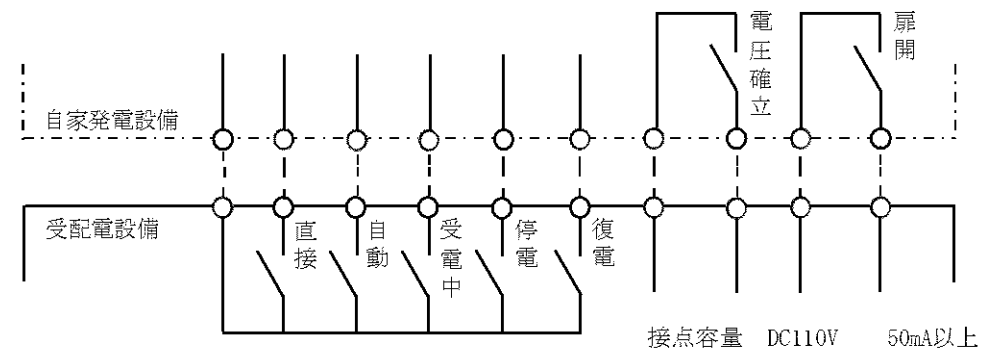 電圧確立
扉開
自家発電設備
受配電設備
直接
自動
受電中
停電
復電
接点容量 DC110V 50mA以上